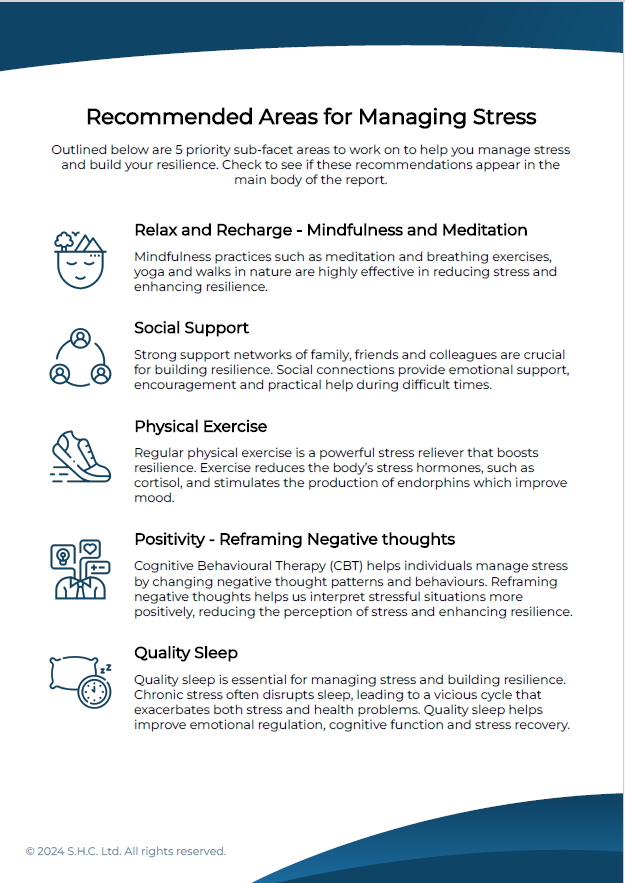 Recommended Areas for Managing Stress
Outlined below are 5 priority sub-facet areas to work on to help you manage stress
and build your resilience. Check to see if these recommendations appear in the
main body of the report.
Relax and Recharge - Mindfulness and Meditation
Mindfulness practices such as meditation and breathing exercises,
yoga and walks in nature are highly effective in reducing stress and
enhancing resilience.
Social Support
Strong support networks of family, friends and colleagues are crucial
for building resilience. Social connections provide emotional support,
encouragement and practical help during difficult times.
Physical Exercise
Regular physical exercise is a powerful stress reliever that boosts
resilience. Exercise reduces the body’s stress hormones, such as
cortisol, and stimulates the production of endorphins which improve
mood.
Positivity - Reframing Negative thoughts
Cognitive Behavioural Therapy (CBT) helps individuals manage stress
by changing negative thought patterns and behaviours. Reframing
negative thoughts helps us interpret stressful situations more
positively, reducing the perception of stress and enhancing resilience.
Quality Sleep
zz
Quality sleep is essential for managing stress and building resilience.
Chronic stress often disrupts sleep, leading to a vicious cycle that
exacerbates both stress and health problems. Quality sleep helps
improve emotional regulation, cognitive function and stress recovery.
© 2024 S.H.C. Ltd. All rights reserved.